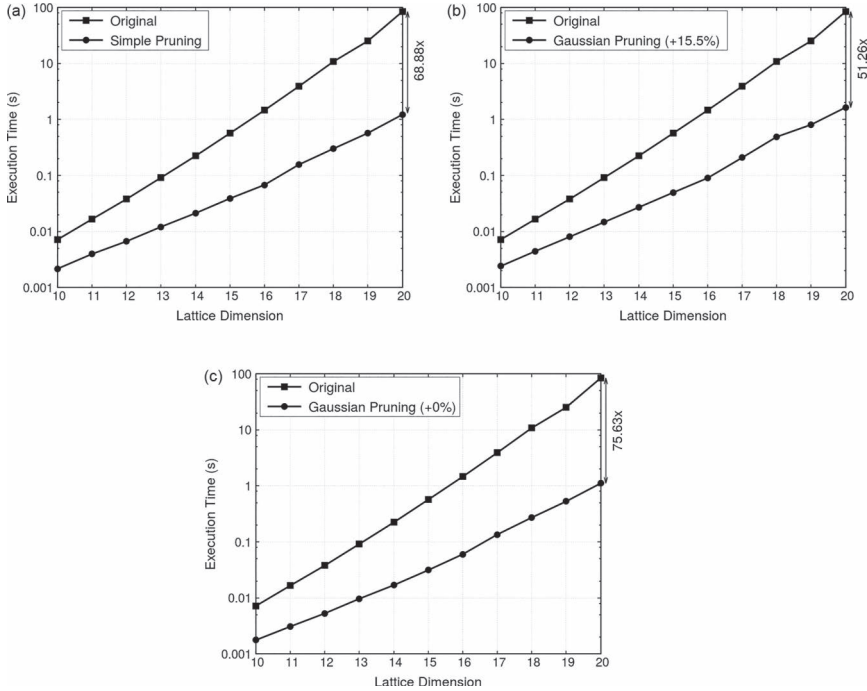 (a)
Original
Simple Pruning
100
10
1
0.1
0.01
0.001
Execution Time (s)
10 11 12 13 14 15 16 17 18 19 20
Lattice Dimension
68.88x
(b)
Original
Gaussian Pruning (+15.5%)
100
10
1
0.1
0.01
0.001
Execution Time (s)
10 11 12 13 14 15 16 17 18 19 20
Lattice Dimension
51.26x
(c)
Original
Gaussian Pruning (+0%)
100
10
1
0.1
0.01
0.001
Execution Time (s)
10 11 12 13 14 15 16 17 18 19 20
Lattice Dimension
75.63x